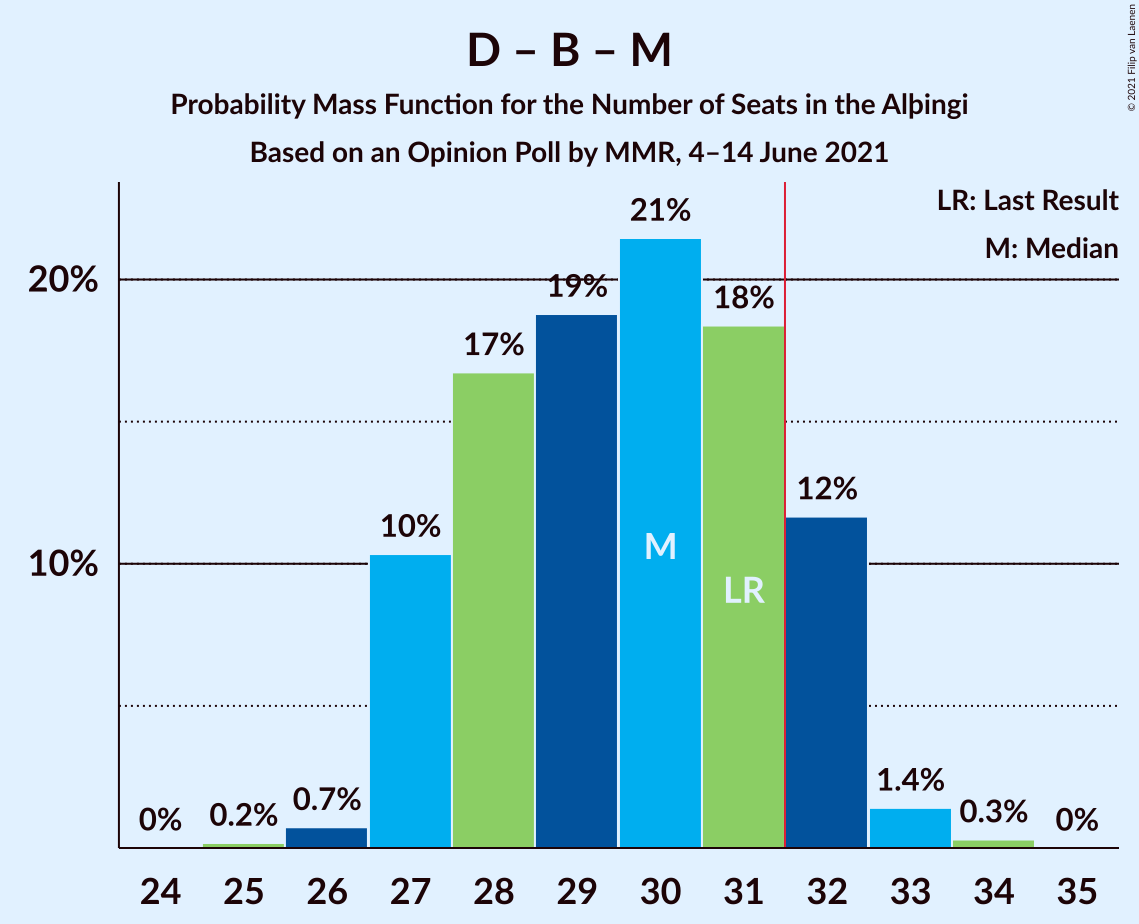 D – B – M
Probability Mass Function for the Number of Seats in the Alþingi
Based on an Opinion Poll by MMR, 4–14 June 2021
© 2021 Filip van Laenen
LR: Last Result
M: Median
20%
10%
0%
0.2%
0.7%
10%
17%
19%
21%
18%
12%
1.4%
0.3%
0%
M
LR
24 25 26 27 28 29 30 31 32 33 34 35